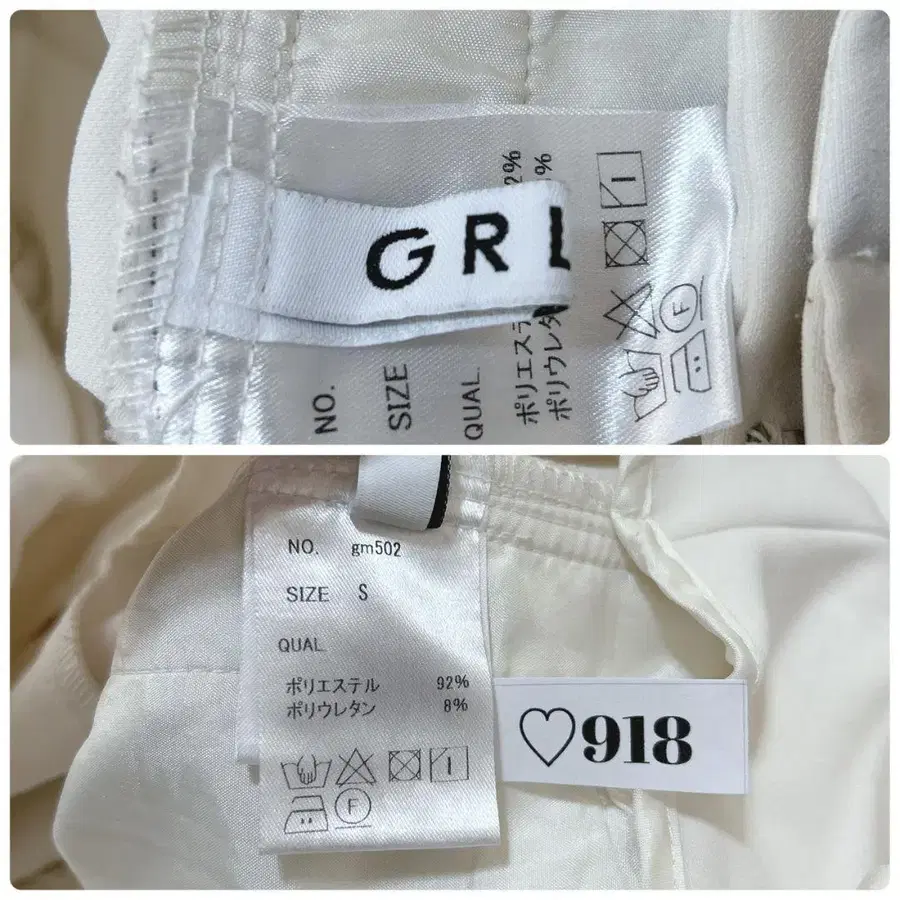 GRL
NO.
SIZE
QUAL
2%
%
ポリエステ
ポリウレタ
F
NO. gm502
SIZE S
QUAL
ポリエステル 92%
ポリウレタン 8%
F
♡918